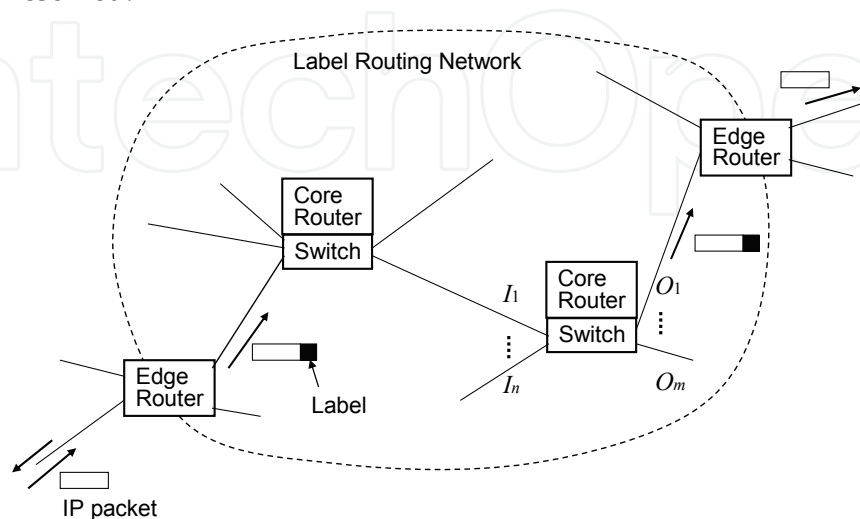 Label Routing Network
Edge
Router
Core
Router
Switch
Core
Router
Switch
I1
In
O1
Om
Edge
Router
Label
IP packet